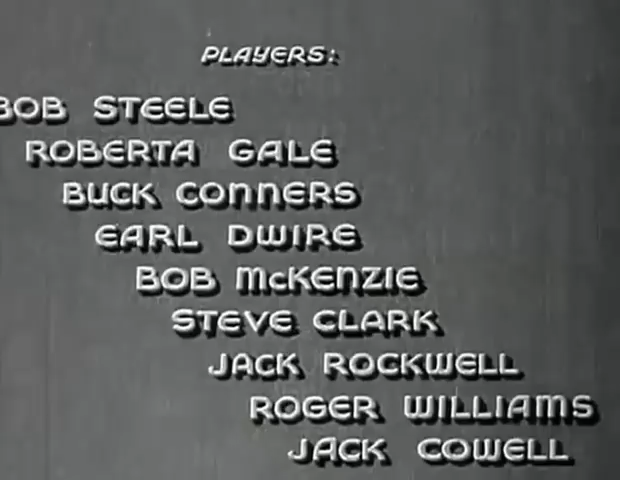 PLAYERS:
BOB STEELE
ROBERTA GALE
BUCK CONNERS
EARL DWIRE
BOB McKENZIE
STEVE CLARK
JACK ROCKWELL
ROGER WILLIAMS
JACK COWELL